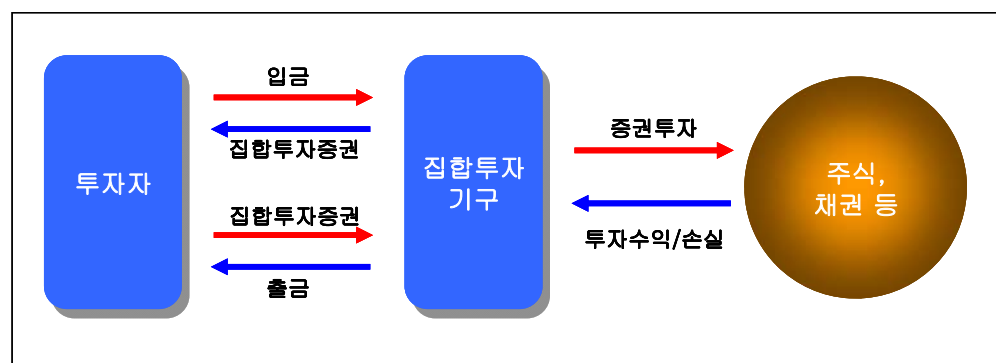 투자자
입금
집합투자증권
집합투자증권
출금
집합투자
기구
증권투자
투자수익/손실
주식,
채권 등